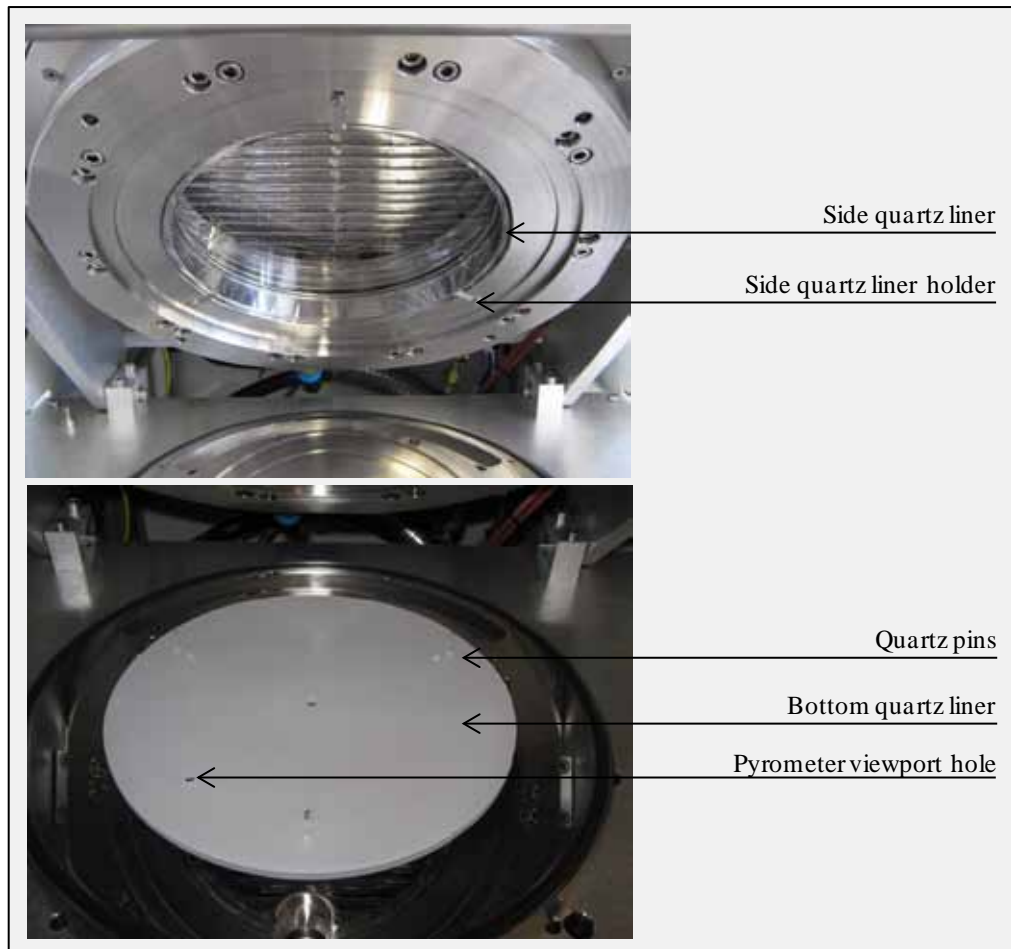 Side quartz liner
Side quartz liner holder
Quartz pins
Bottom quartz liner
Pyrometer viewport hole